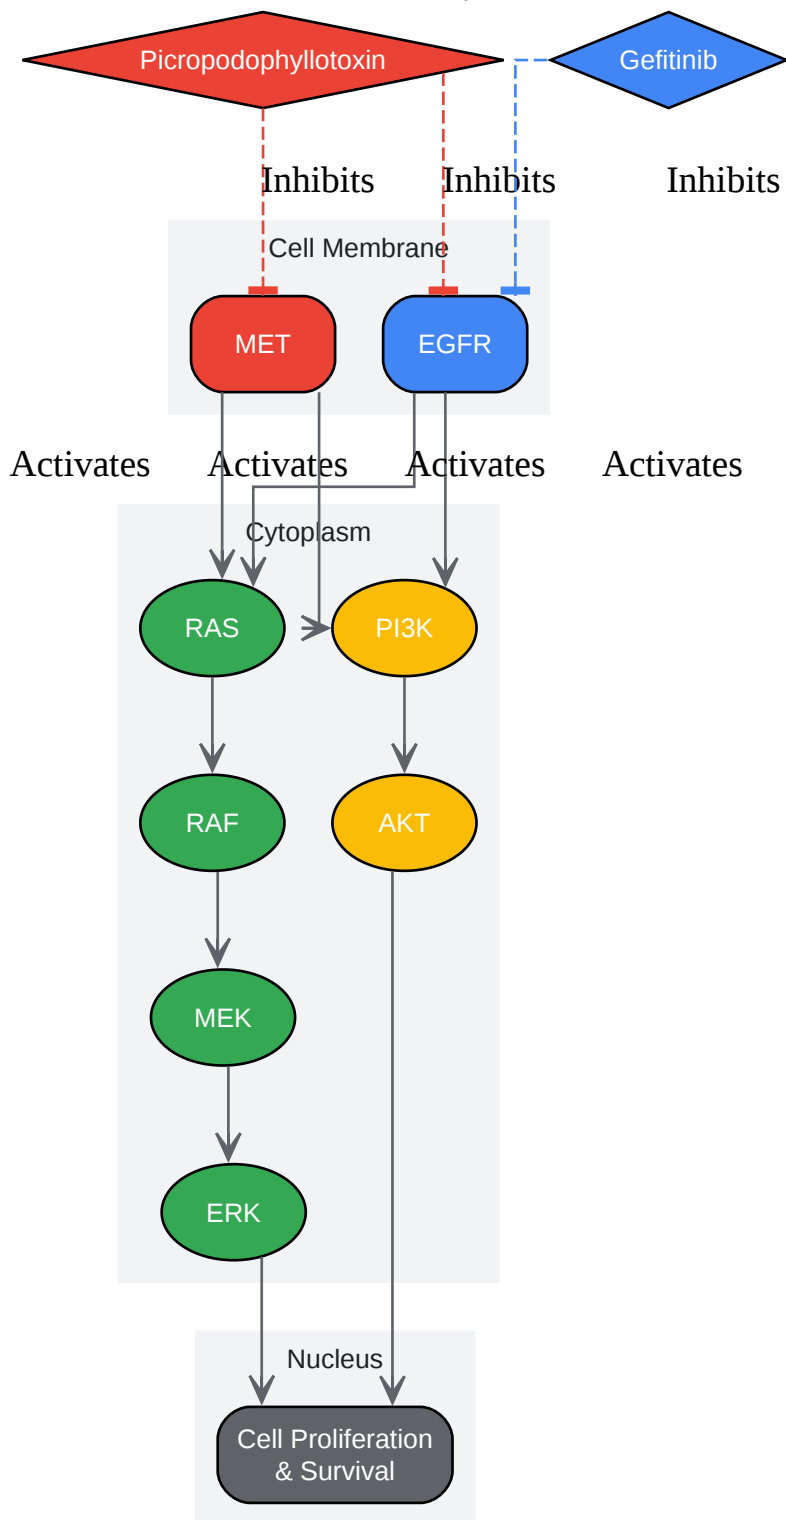 Picropodophyllotoxin
Gefitinib
Inhibits
Inhibits
Inhibits
Cell Membrane
MET
EGFR
Activates
Activates
Activates
Activates
Cytoplasm
RAS
PI3K
RAF
AKT
MEK
ERK
Nucleus
Cell Proliferation
& Survival